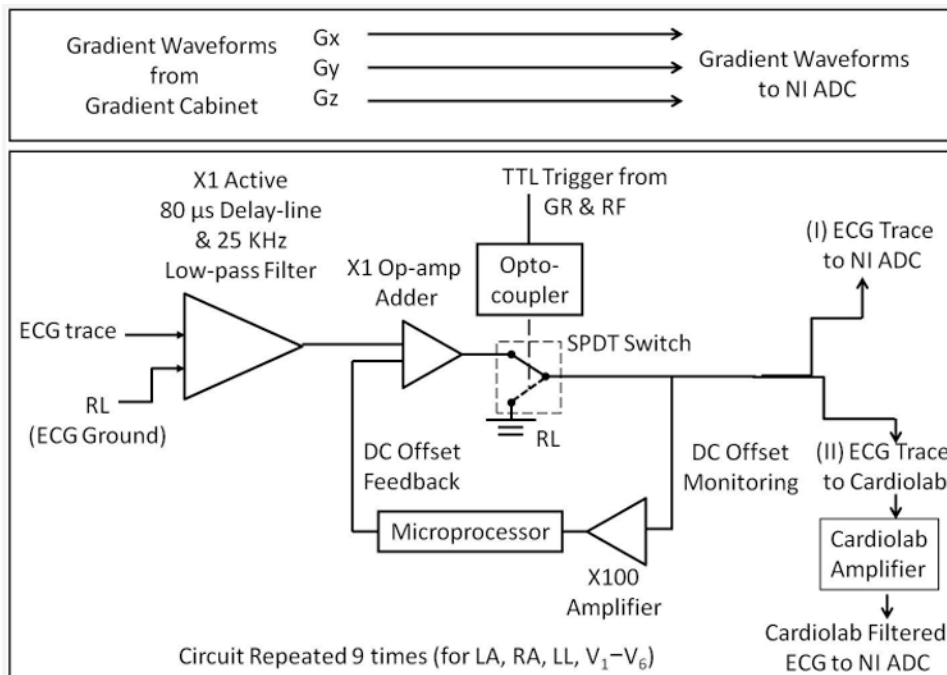 Gradient Waveforms
from
Gradient Cabinet
Gx
Gy
Gz
Gradient Waveforms
to NI ADC
X1 Active
80 µs Delay-line
& 25 KHz
Low-pass Filter
TTL Trigger from
GR & RF
(I) ECG Trace
to NI ADC
X1 Op-amp
Adder
Opto-
coupler
ECG trace
SPDT Switch
RL
(ECG Ground)
RL
DC Offset
Feedback
DC Offset
Monitoring
(II) ECG Trace
to Cardiolab
Microprocessor
Cardiolab
Amplifier
X100
Amplifier
Cardiolab Filtered
ECG to NI ADC
Circuit Repeated 9 times (for LA, RA, LL, V₁−V₆)